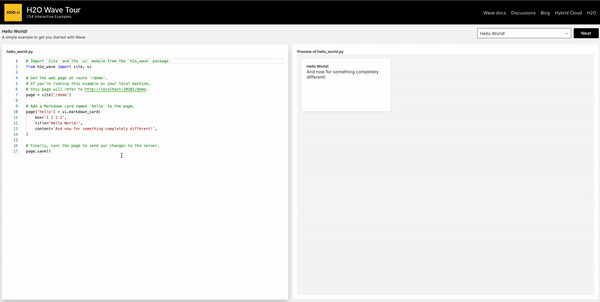 H2O.ai
H2O Wave Tour
254 Interactive Examples
Wave docs Discussions Blog Hybrid Cloud H2O
Hello World!
A simple example to get you started with Wave.
Hello World!
Next
hello_world.py
1 # Import `Site` and the `ui` module from the `h2o_wave` package
2 from h2o_wave import site, ui
3
4 # Get the web page at route '/demo'.
5 # If you're running this example on your local machine,
6 # this page will refer to http://localhost:10101/demo.
7 page = site['/demo']
8
9 # Add a Markdown card named `hello` to the page.
10 page['hello'] = ui.markdown_card(
11 box='1 1 2 2',
12 title='Hello World!',
13 content='And now for something completely different!',
14 )
15
16 # Finally, sync the page to send our changes to the server.
17 page.save()
Preview of hello_world.py
Hello World!
And now for something completely
different!